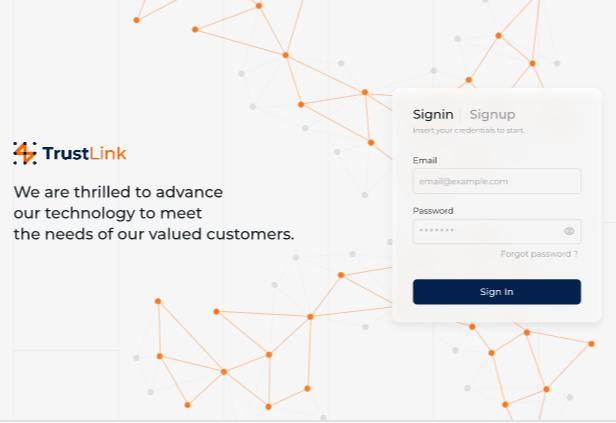 TrustLink
We are thrilled to advance
our technology to meet
the needs of our valued customers.
Signin | Signup
Insert your credentials to start.
Email
email@example.com
Password
*******
Forgot password ?
Sign In